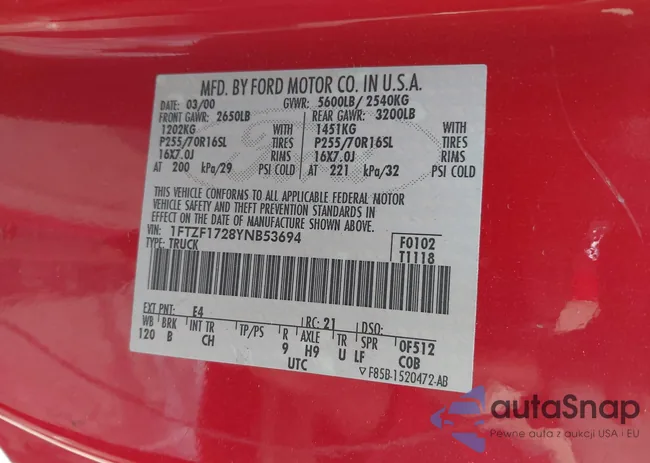 MFD. BY FORD MOTOR CO. IN U.S.A.
DATE: 03/00 GVWR: 5600LB/ 2540KG
FRONT GAWR: 2650LB REAR GAWR: 3200LB
1202KG WITH 1451KG WITH
P255/70R16SL TIRES P255/70R16SL TIRES
16X7.0J RIMS 16X7.0J RIMS
AT 200 kPa/29 PSI COLD AT 221 kPa/32 PSI COLD
THIS VEHICLE CONFORMS TO ALL APPLICABLE FEDERAL MOTOR
VEHICLE SAFETY AND THEFT PREVENTION STANDARDS IN
EFFECT ON THE DATE OF MANUFACTURE SHOWN ABOVE.
VIN: 1FTZF1728YNB53694 F0102
TYPE: TRUCK T1118
EXT PNT: E4 RC: 21 DSO:
WB BRK INT TR TP/PS R AXLE TR SPR 0F512
120 B CH 9 H9 U LF COB
UTC
F85B-1520472-AB
autaSnap
Pewne auta z aukcji USA i EU